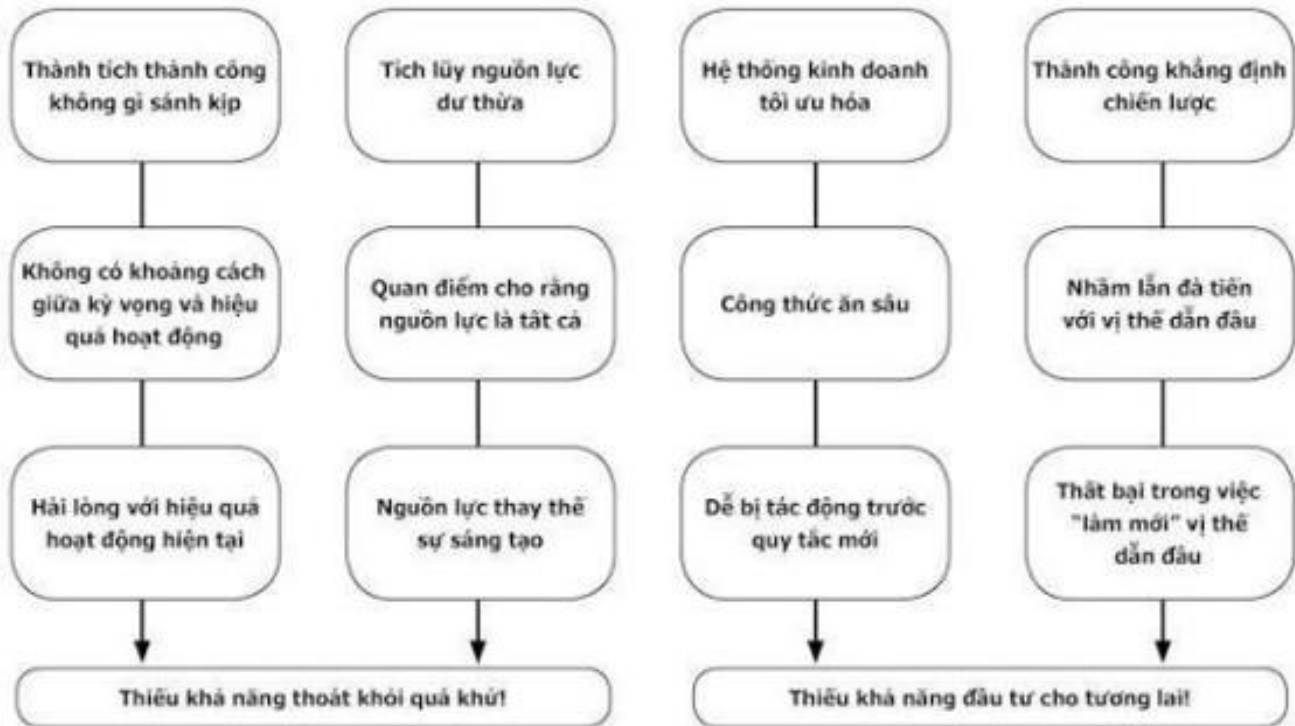 Thành tích thành công
không gì sánh kịp
Tích lũy nguồn lực
dư thừa
Hệ thống kinh doanh
tối ưu hóa
Thành công khẳng định
chiến lược
Không có khoảng cách
giữa kỳ vọng và hiệu
quả hoạt động
Quan điểm cho rằng
nguồn lực là tất cả
Công thức ăn sâu
Nhầm lẫn đà tiến
với vị thế dẫn đầu
Hài lòng với hiệu quả
hoạt động hiện tại
Nguồn lực thay thế
sự sáng tạo
Dễ bị tác động trước
quy tắc mới
Thất bại trong việc
"làm mới" vị thế
dẫn đầu
Thiếu khả năng thoát khỏi quá khứ!
Thiếu khả năng đầu tư cho tương lai!